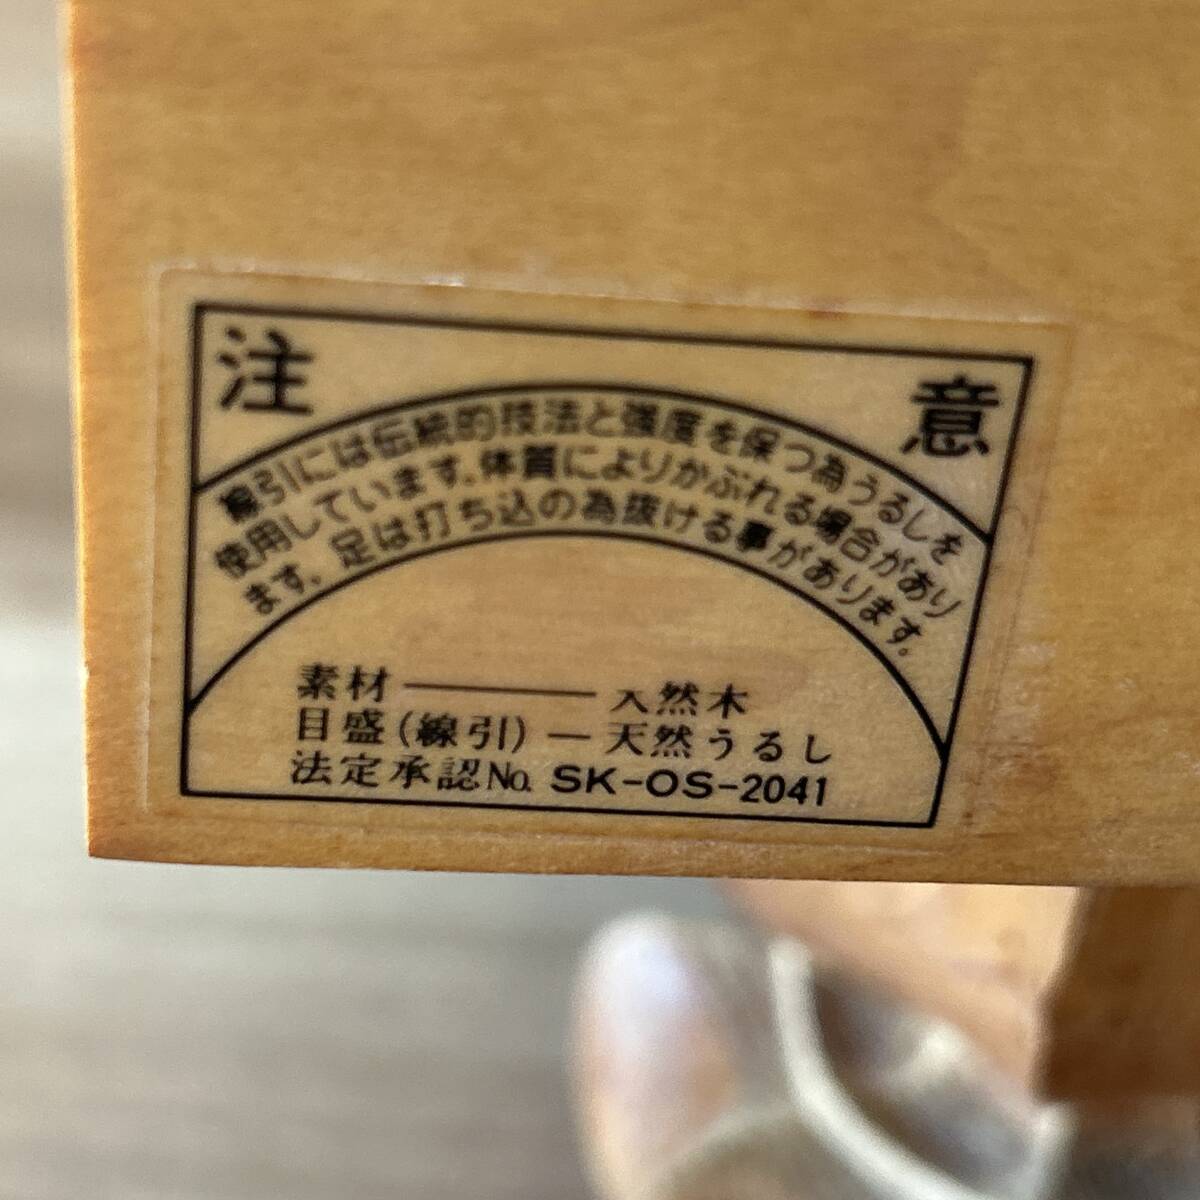 注意
線引には伝統的技法と強度を保つ為うるしを
使用しています。体質によりかぶれる場合があり
ます。足は打ち込の為抜ける事があります。
素材――天然木
目盛(線引)―天然うるし
法定承認No. SK-OS-2041